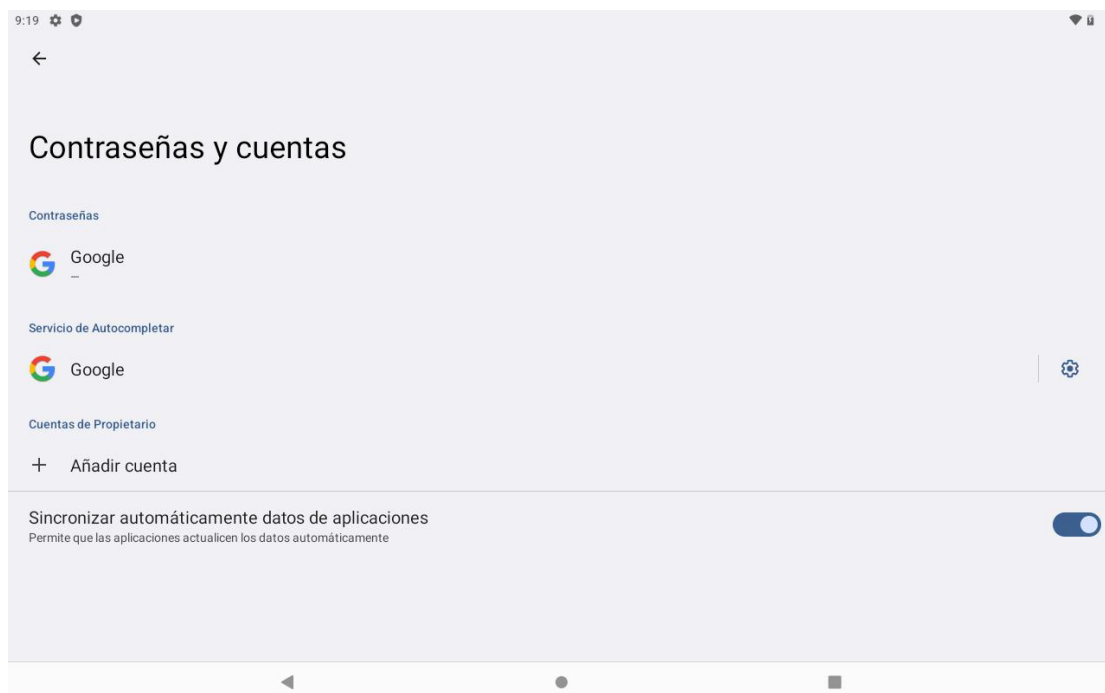 9:19
Contraseñas y cuentas
Contraseñas
Google
–
Servicio de Autocompletar
Google
Cuentas de Propietario
Añadir cuenta
Sincronizar automáticamente datos de aplicaciones
Permite que las aplicaciones actualicen los datos automáticamente